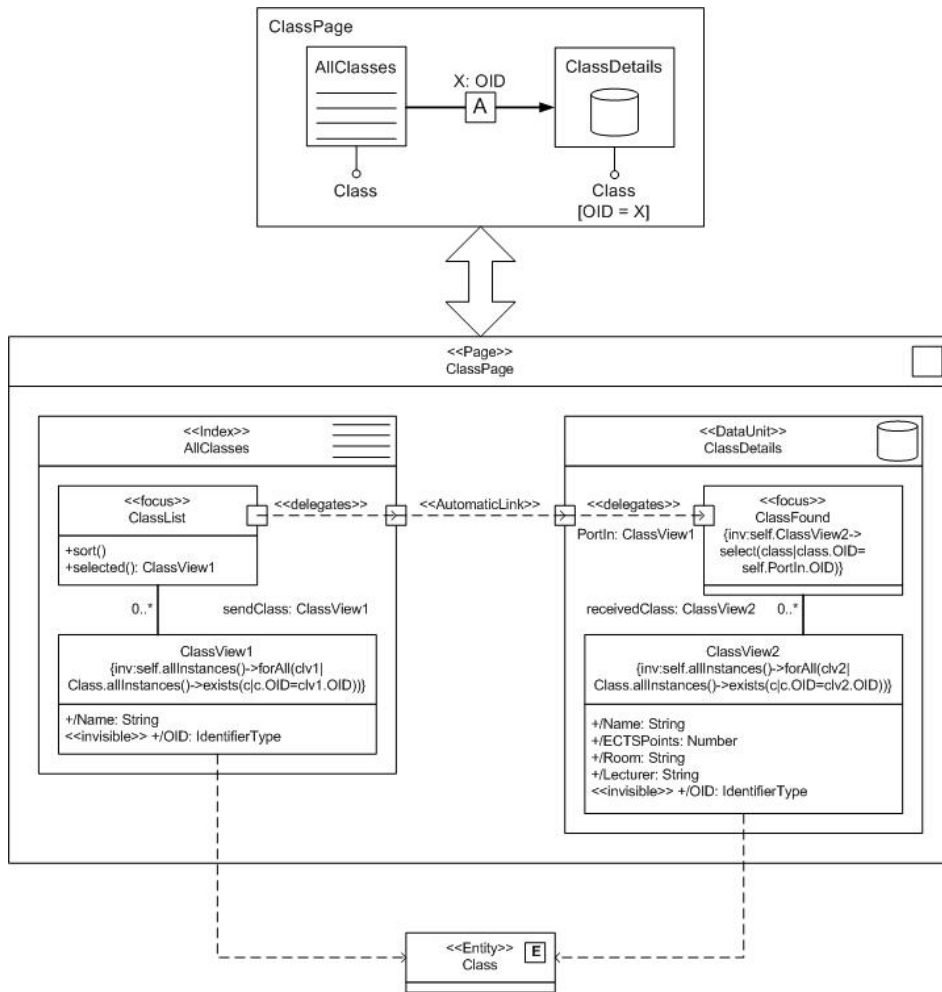 ClassPage
AllClasses
X: OID
A
ClassDetails
Class
Class
[OID = X]
<<Page>>
ClassPage
<<Index>>
AllClasses
<<focus>>
ClassList
+sort()
+selected(): ClassView1
<<delegates>>
<<AutomaticLink>>
0..*
sendClass: ClassView1
ClassView1
{inv:self.allInstances()->forAll(clv1|
Class.allInstances()->exists(c|c.OID=clv1.OID))}
+/Name: String
<<invisible>> +/OID: IdentifierType
<<DataUnit>>
ClassDetails
<<delegates>>
PortIn: ClassView1
<<focus>>
ClassFound
{inv:self.ClassView2->
select(class|class.OID=
self.PortIn.OID)}
receivedClass: ClassView2
0..*
ClassView2
{inv:self.allInstances()->forAll(clv2|
Class.allInstances()->exists(c|c.OID=clv2.OID))}
+/Name: String
+/ECTSPoints: Number
+/Room: String
+/Lecturer: String
<<invisible>> +/OID: IdentifierType
<<Entity>>
Class
E